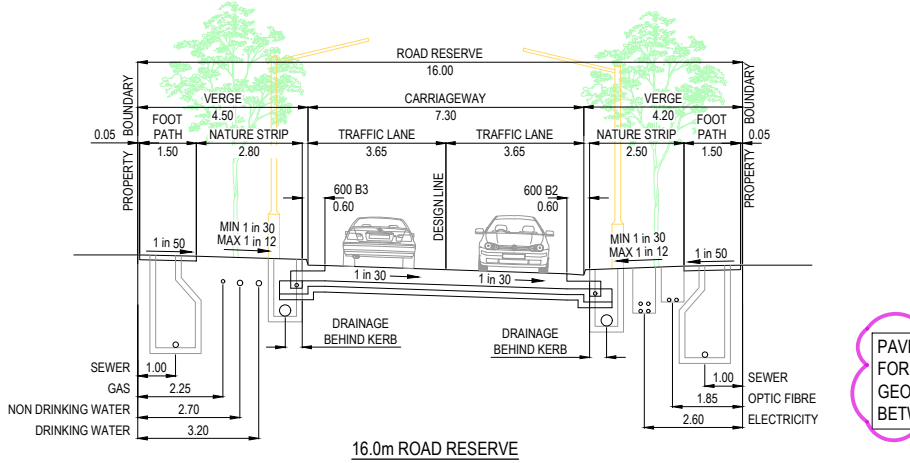 ROAD RESERVE
16.00
VERGE
4.50
CARRIAGEWAY
7.30
VERGE
4.20
BOUNDARY
BOUNDARY
0.05
FOOT
PATH
1.50
NATURE STRIP
2.80
TRAFFIC LANE
3.65
TRAFFIC LANE
3.65
NATURE STRIP
2.50
FOOT
PATH
1.50
0.05
PROPERTY
DESIGN LINE
PROPERTY
600 B3
0.60
600 B2
0.60
MIN 1 in 30
MAX 1 in 12
MIN 1 in 30
MAX 1 in 12
1 in 50
1 in 50
1 in 30
1 in 30
DRAINAGE
BEHIND KERB
DRAINAGE
BEHIND KERB
SEWER
1.00
GAS
2.25
NON DRINKING WATER
2.70
DRINKING WATER
3.20
1.00
SEWER
1.85
OPTIC FIBRE
2.60
ELECTRICITY
16.0m ROAD RESERVE
FOR